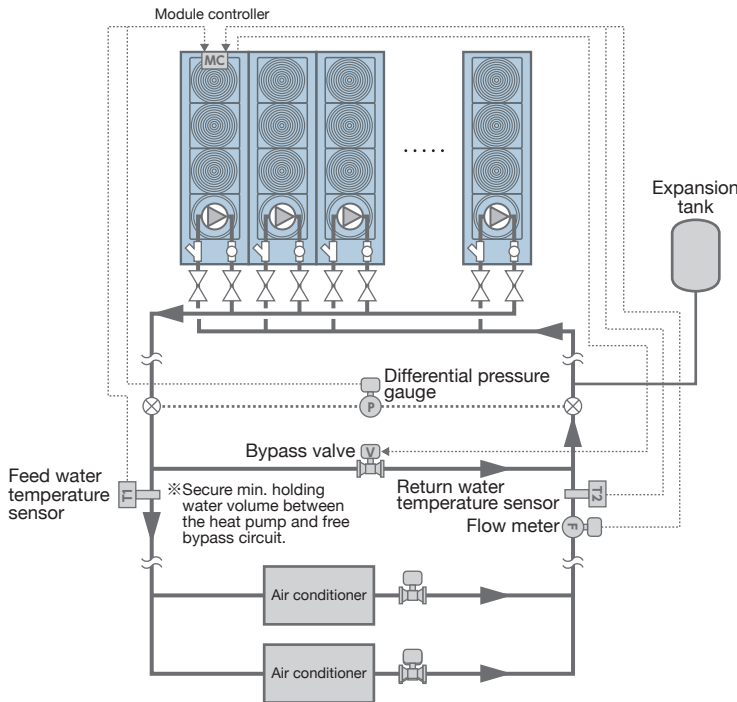 Module controller
MC
.....
Expansion
tank
Differential pressure
gauge
P
Bypass valve
V
Feed water
temperature
sensor
T1
※Secure min. holding
water volume between
the heat pump and free
bypass circuit.
Return water
temperature sensor
T2
Flow meter
F
Air conditioner
Air conditioner